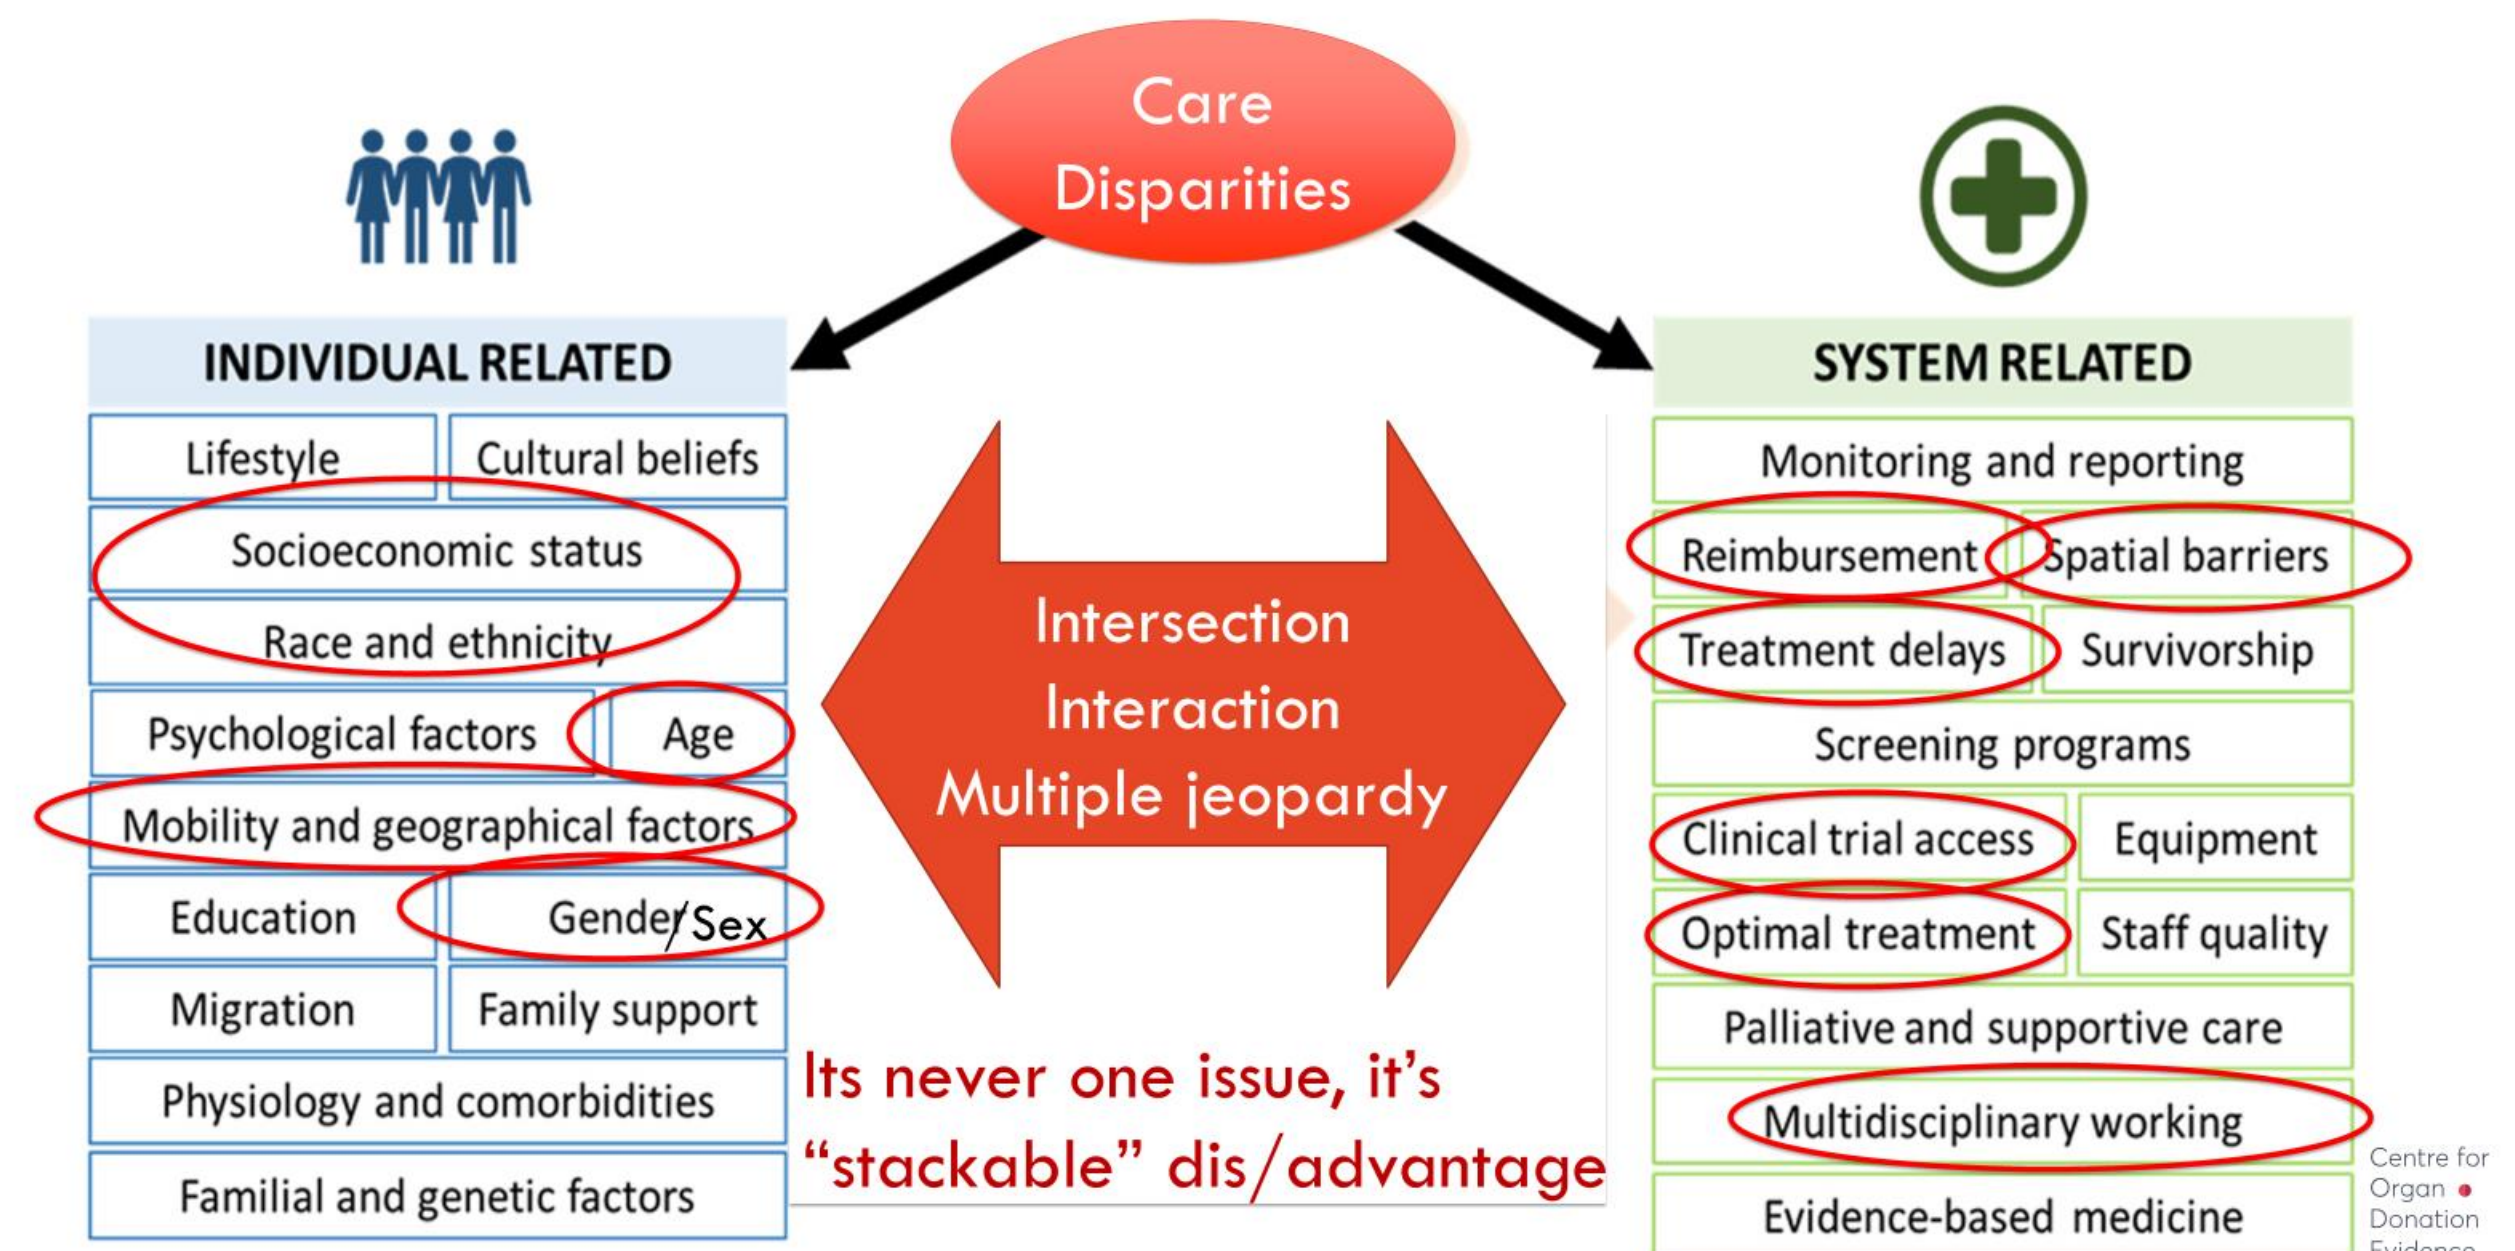 Care
Disparities
INDIVIDUAL RELATED
Lifestyle
Cultural beliefs
Socioeconomic status
Race and ethnicity
Psychological factors
Age
Mobility and geographical factors
Education
Gender/Sex
Migration
Family support
Physiology and comorbidities
Familial and genetic factors
Intersection
Interaction
Multiple jeopardy
Its never one issue, it’s
“stackable” dis/advantage
SYSTEM RELATED
Monitoring and reporting
Reimbursement
Spatial barriers
Treatment delays
Survivorship
Screening programs
Clinical trial access
Equipment
Optimal treatment
Staff quality
Palliative and supportive care
Multidisciplinary working
Evidence-based medicine
Centre for
Organ
Donation
Evidence